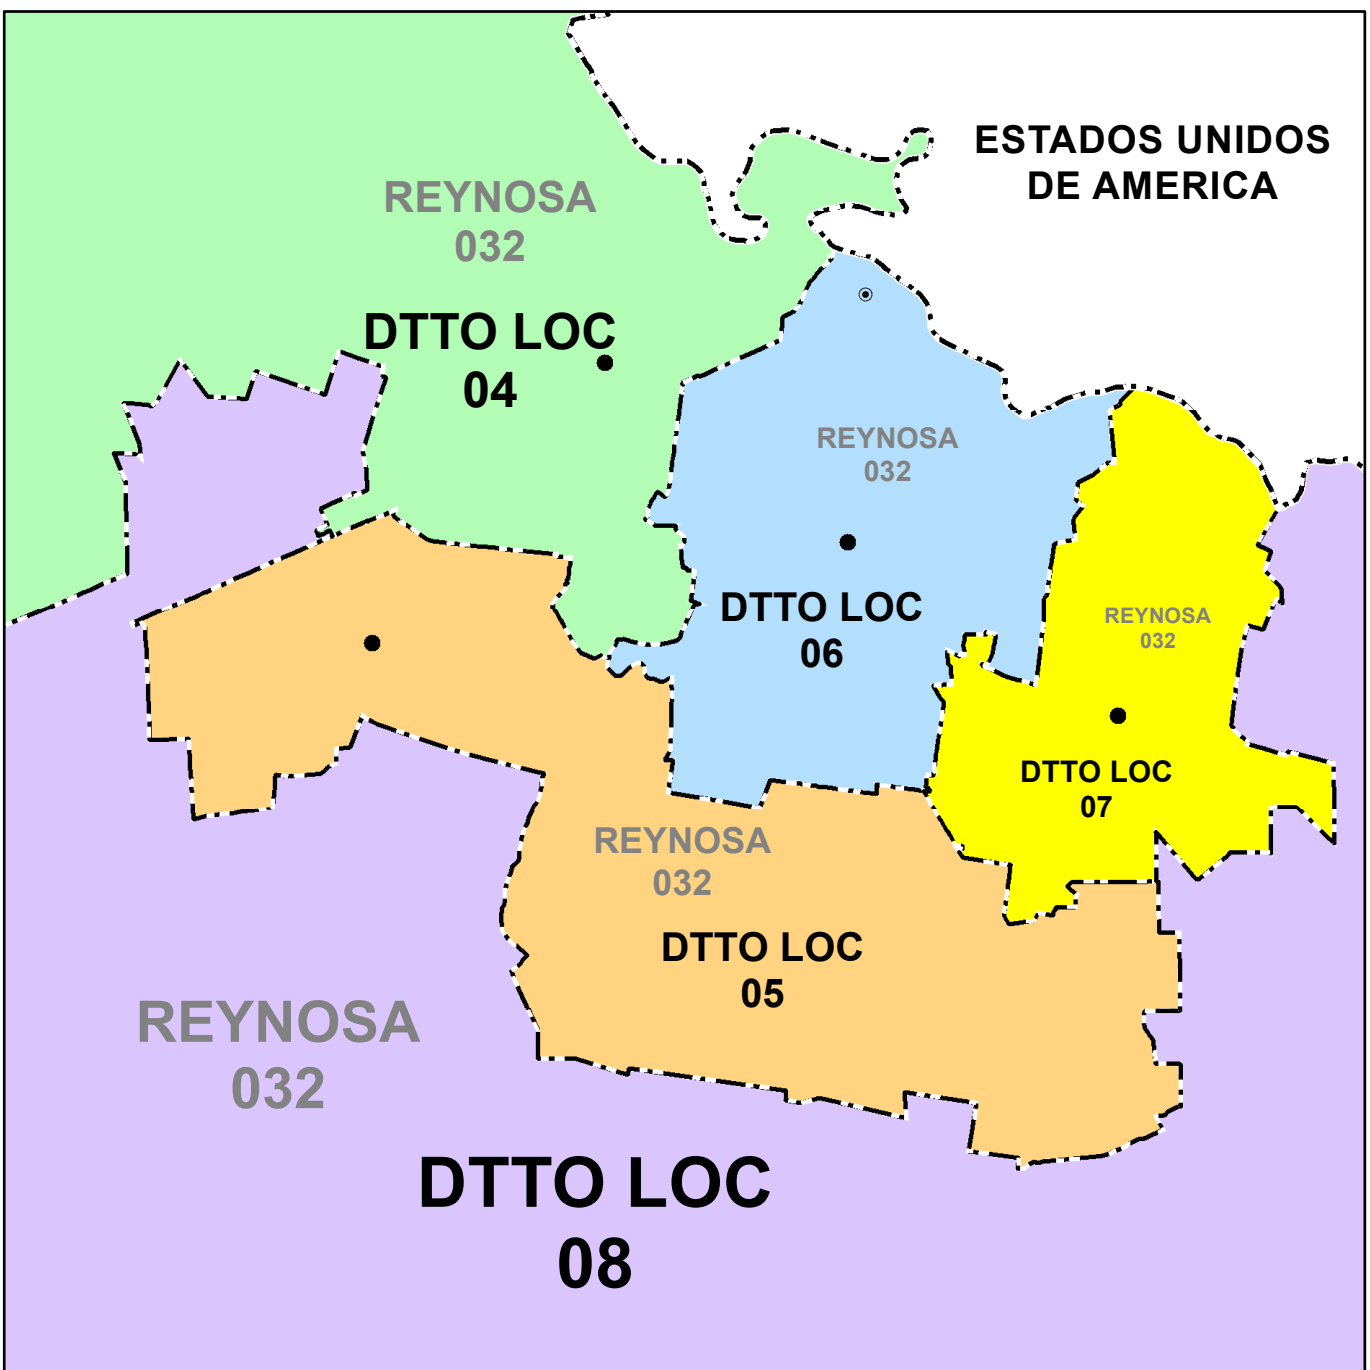 ESTADOS UNIDOS
DE AMERICA
REYNOSA
032
DTTO LOC
04
REYNOSA
032
DTTO LOC
06
REYNOSA
032
DTTO LOC
07
REYNOSA
032
DTTO LOC
05
REYNOSA
032
DTTO LOC
08